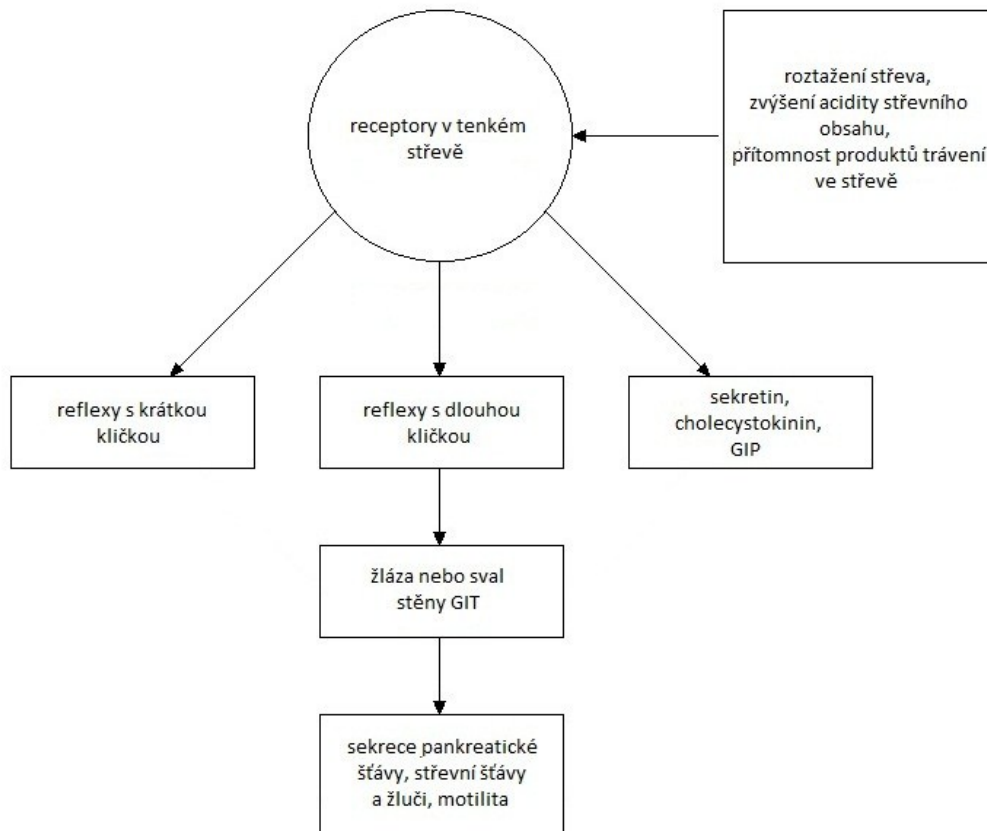 receptory v tenkém
střevě
roztažení střeva,
zvýšení acidity střevního
obsahu,
přítomnost produktů trávení
ve střevě
reflexy s krátkou
kličkou
reflexy s dlouhou
kličkou
sekretin,
cholecystokinin,
GIP
žláza nebo sval
stěny GIT
sekrece pankreatické
šťávy, střevní šťávy
a žluči, motilita